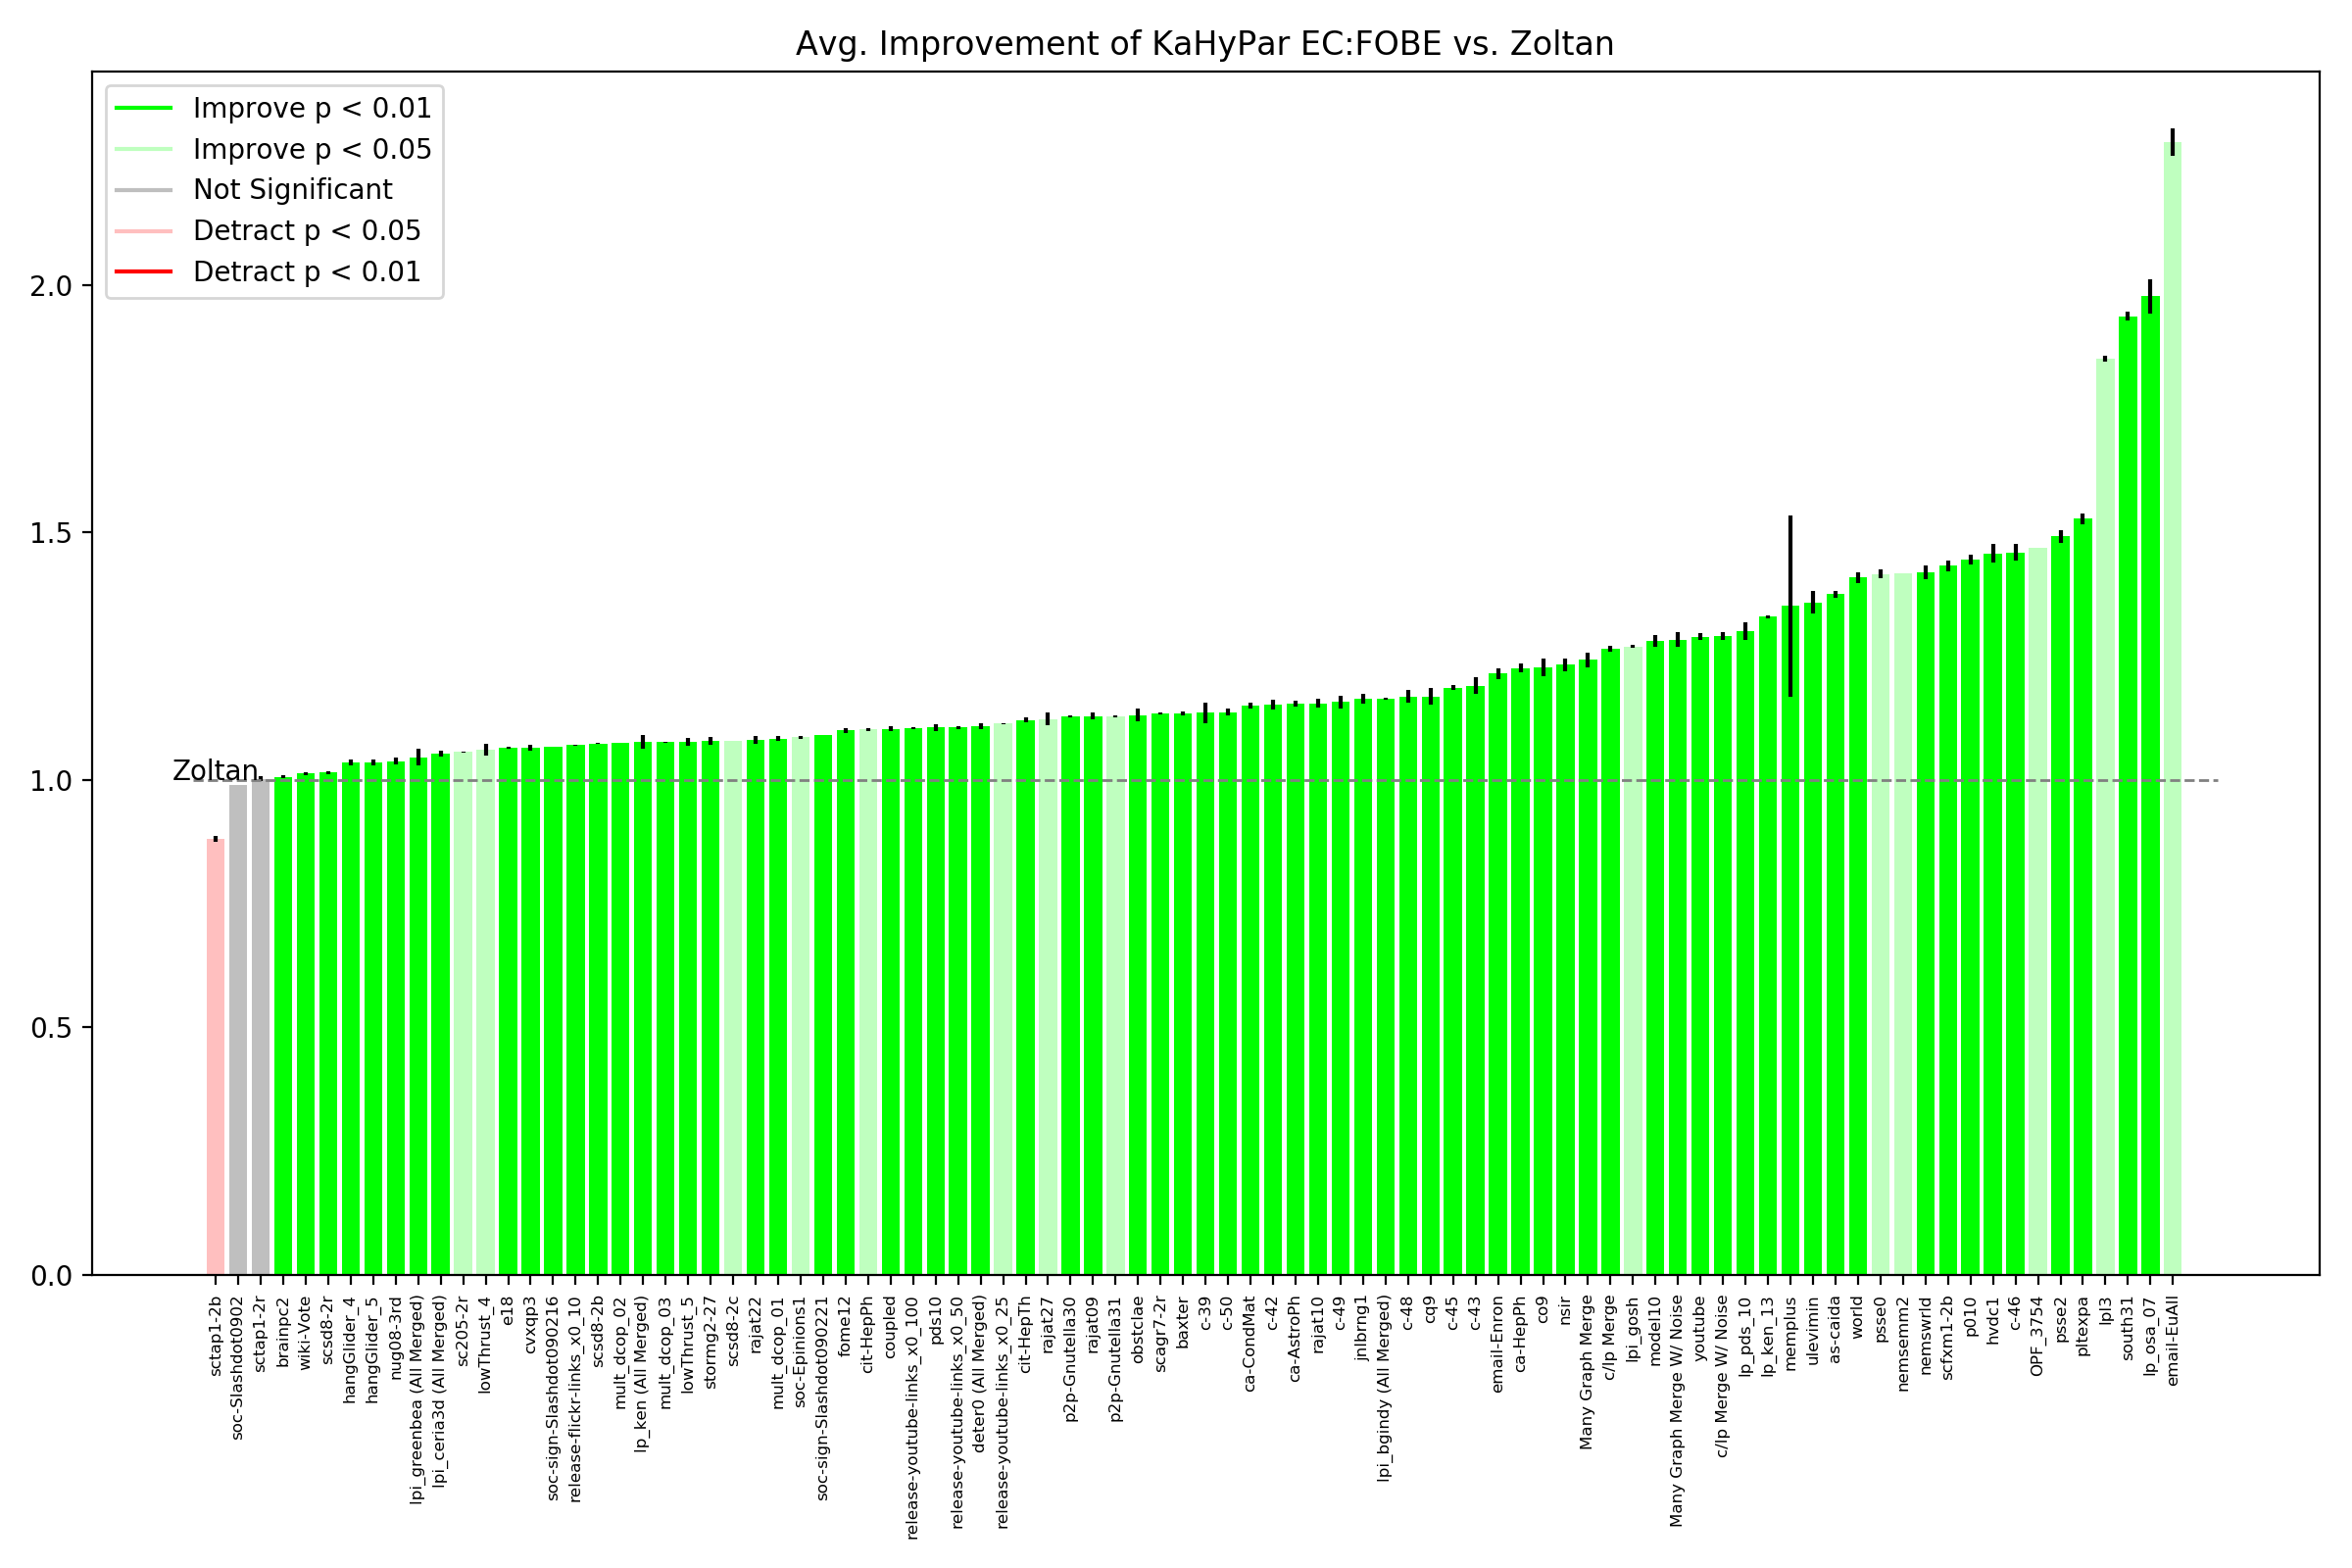 Avg. Improvement of KaHyPar EC:FOBE vs. Zoltan
Improve p < 0.01
Improve p < 0.05
Not Significant
Detract p < 0.05
Detract p < 0.01
2.0
1.5
1.0
0.5
0.0
Zoltan
sctap1-2b
soc-Slashdot0902
sctap1-2r
brainpc2
wiki-Vote
scsd8-2r
hangGlider_4
hangGlider_5
nug08-3rd
lpi_greenbea (All Merged)
lpi_ceria3d (All Merged)
sc205-2r
lowThrust_4
e18
cvxqp3
soc-sign-Slashdot090216
release-flickr-links_x0_10
scsd8-2b
mult_dcop_02
lp_ken (All Merged)
mult_dcop_03
lowThrust_5
stormg2-27
scsd8-2c
rajat22
mult_dcop_01
soc-Epinions1
soc-sign-Slashdot090221
fome12
cit-HepPh
coupled
release-youtube-links_x0_100
pds10
release-youtube-links_x0_50
deter0 (All Merged)
release-youtube-links_x0_25
cit-HepTh
rajat27
p2p-Gnutella30
rajat09
p2p-Gnutella31
obstclae
scagr7-2r
baxter
c-39
c-50
ca-CondMat
c-42
ca-AstroPh
rajat10
c-49
jnlbrng1
lpi_bgindy (All Merged)
c-48
cq9
c-45
c-43
email-Enron
ca-HepPh
co9
nsir
Many Graph Merge
c/lp Merge
lpi_gosh
model10
Many Graph Merge W/ Noise
youtube
c/lp Merge W/ Noise
lp_pds_10
lp_ken_13
memplus
ulevimin
as-caida
world
psse0
nemsemm2
nemswrld
scfxm1-2b
p010
hvdc1
c-46
OPF_3754
psse2
pltexpa
lpl3
south31
lp_osa_07
email-EuAll